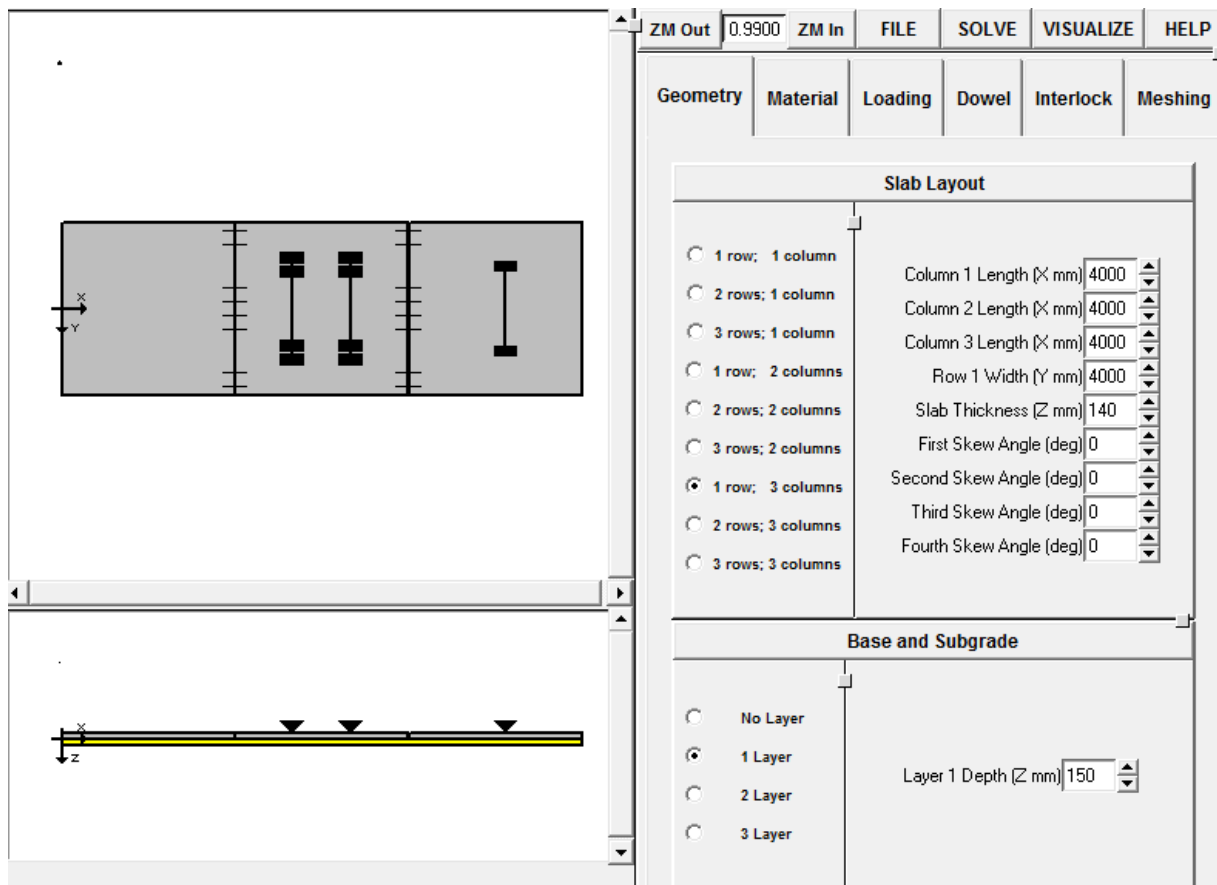 ZM Out 0.9900 ZM In FILE SOLVE VISUALIZE HELP
Geometry Material Loading Dowel Interlock Meshing
Slab Layout
1 row; 1 column
2 rows; 1 column
3 rows; 1 column
1 row; 2 columns
2 rows; 2 columns
3 rows; 2 columns
1 row; 3 columns
2 rows; 3 columns
3 rows; 3 columns
Column 1 Length (X mm) 4000
Column 2 Length (X mm) 4000
Column 3 Length (X mm) 4000
Row 1 Width (Y mm) 4000
Slab Thickness (Z mm) 140
First Skew Angle (deg) 0
Second Skew Angle (deg) 0
Third Skew Angle (deg) 0
Fourth Skew Angle (deg) 0
X
Y
Base and Subgrade
No Layer
1 Layer
2 Layer
3 Layer
Layer 1 Depth (Z mm) 150
X
Z